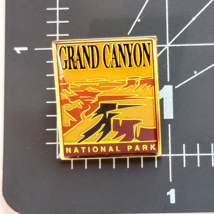 1
GRAND CANYON
NATIONAL PARK
1